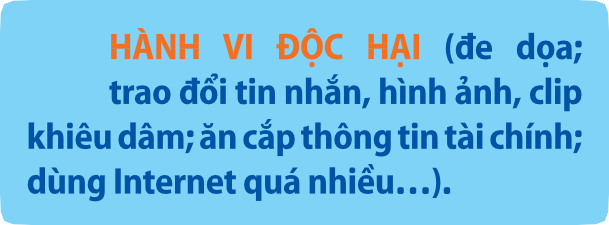 HÀNH VI ĐỘC HẠI (đe dọa;
trao đổi tin nhắn, hình ảnh, clip
khiêu dâm; ăn cắp thông tin tài chính;
dùng Internet quá nhiều…).